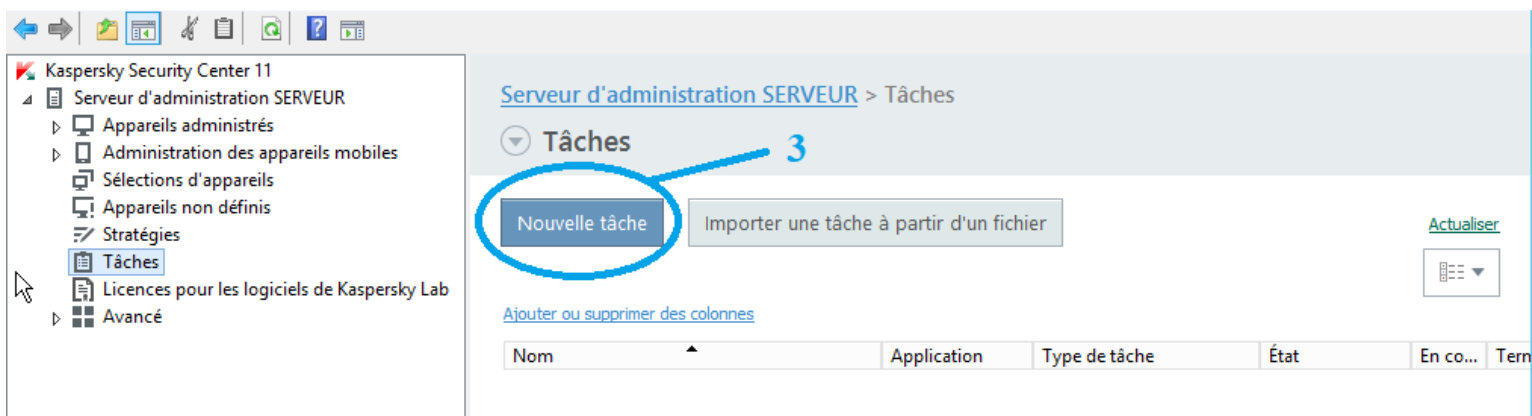 Kaspersky Security Center 11
Serveur d'administration SERVEUR
Appareils administrés
Administration des appareils mobiles
Sélections d'appareils
Appareils non définis
Stratégies
Tâches
Licences pour les logiciels de Kaspersky Lab
Avancé
Serveur d'administration SERVEUR > Tâches
Tâches
3
Nouvelle tâche
Importer une tâche à partir d'un fichier
Actualiser
Ajouter ou supprimer des colonnes
Nom Application Type de tâche État En co... Tern